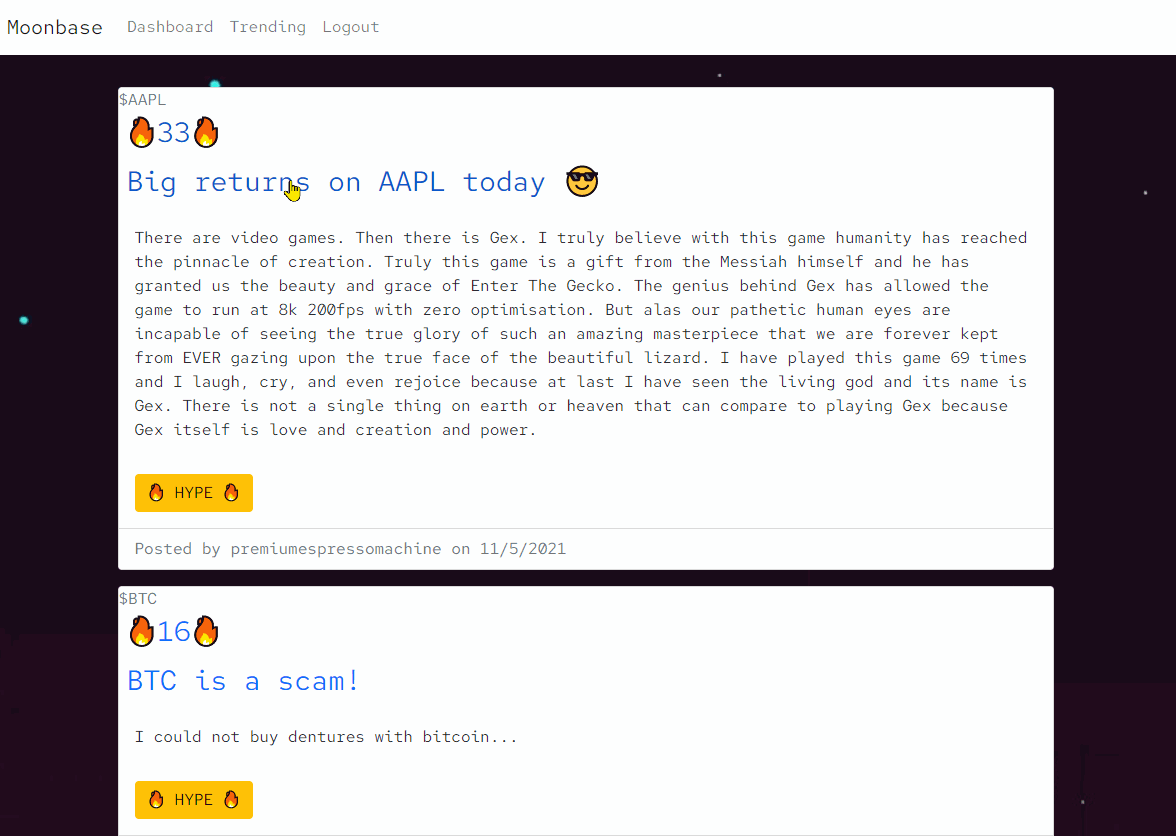 Moonbase Dashboard Trending Logout
$AAPL
🔥33🔥
Big returns on AAPL today 😎
There are video games. Then there is Gex. I truly believe with this game humanity has reached
the pinnacle of creation. Truly this game is a gift from the Messiah himself and he has
granted us the beauty and grace of Enter The Gecko. The genius behind Gex has allowed the
game to run at 8k 200fps with zero optimisation. But alas our pathetic human eyes are
incapable of seeing the true glory of such an amazing masterpiece that we are forever kept
from EVER gazing upon the true face of the beautiful lizard. I have played this game 69 times
and I laugh, cry, and even rejoice because at last I have seen the living god and its name is
Gex. There is not a single thing on earth or heaven that can compare to playing Gex because
Gex itself is love and creation and power.
🔥 HYPE 🔥
Posted by premiumespressomachine on 11/5/2021
$BTC
🔥16🔥
BTC is a scam!
I could not buy dentures with bitcoin...
🔥 HYPE 🔥